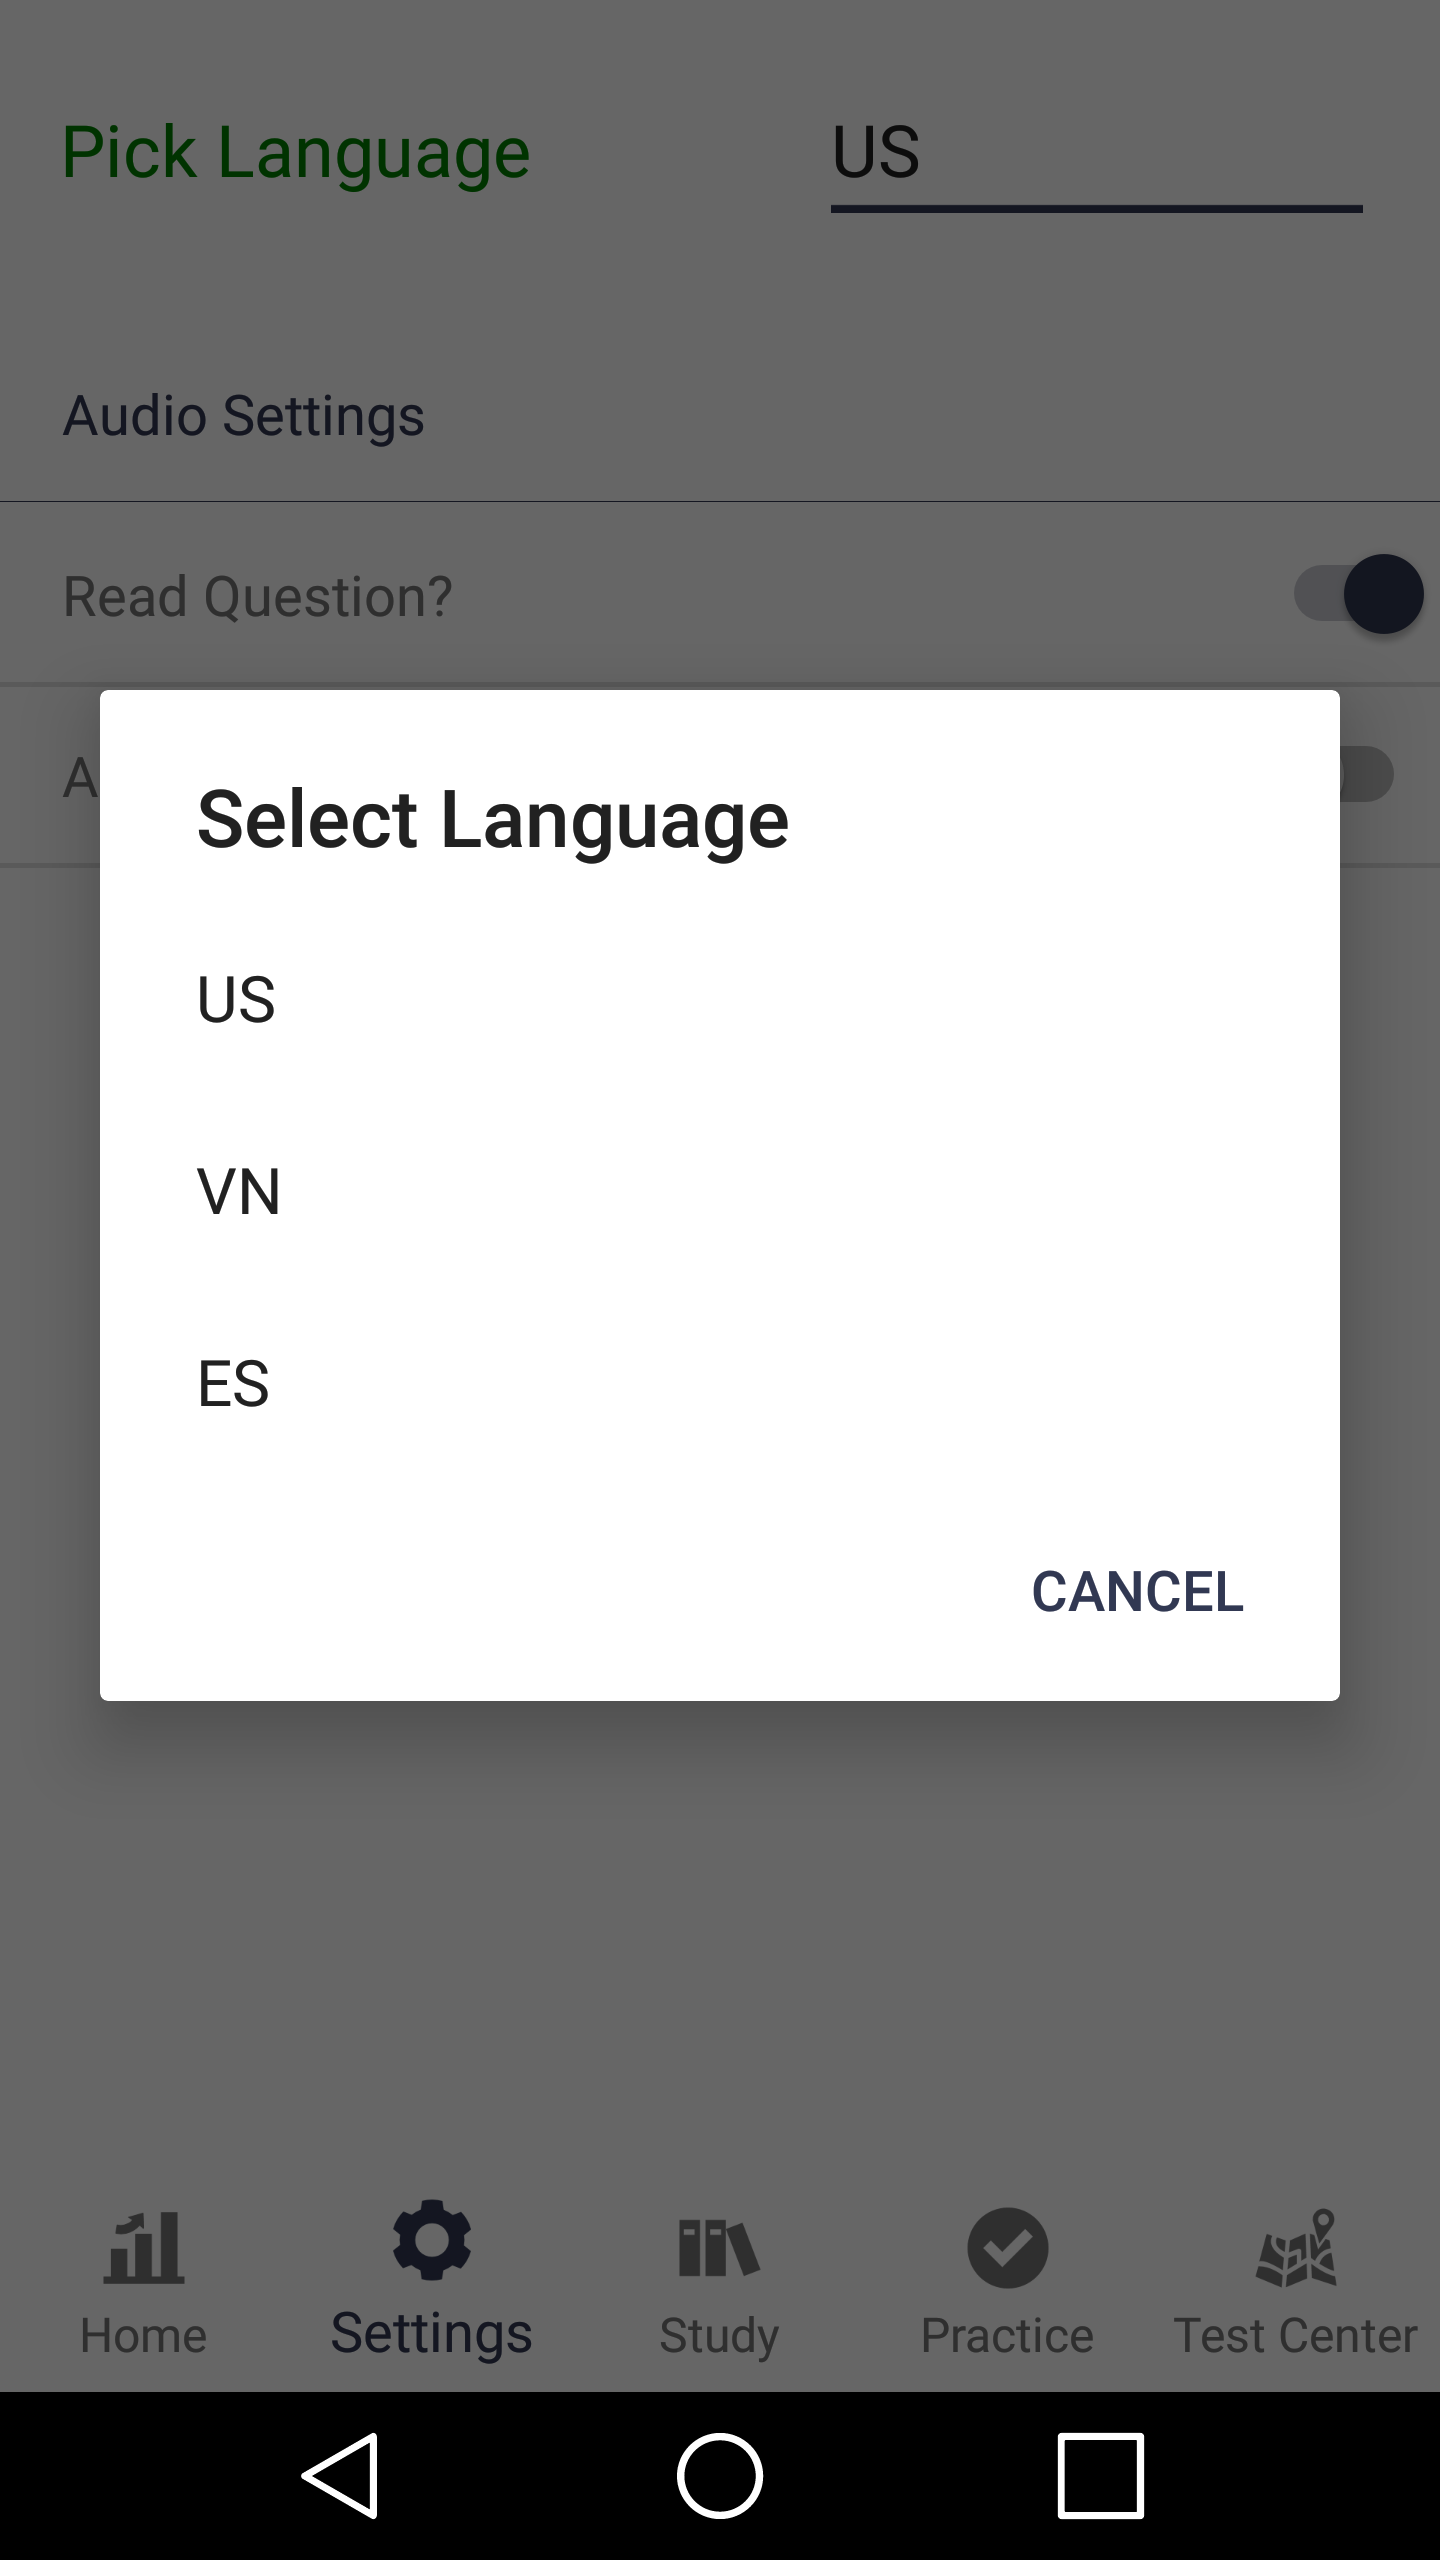 Pick Language US
Audio Settings
Read Question?
A
Select Language
US
VN
ES
CANCEL
Home Settings Study Practice Test Center